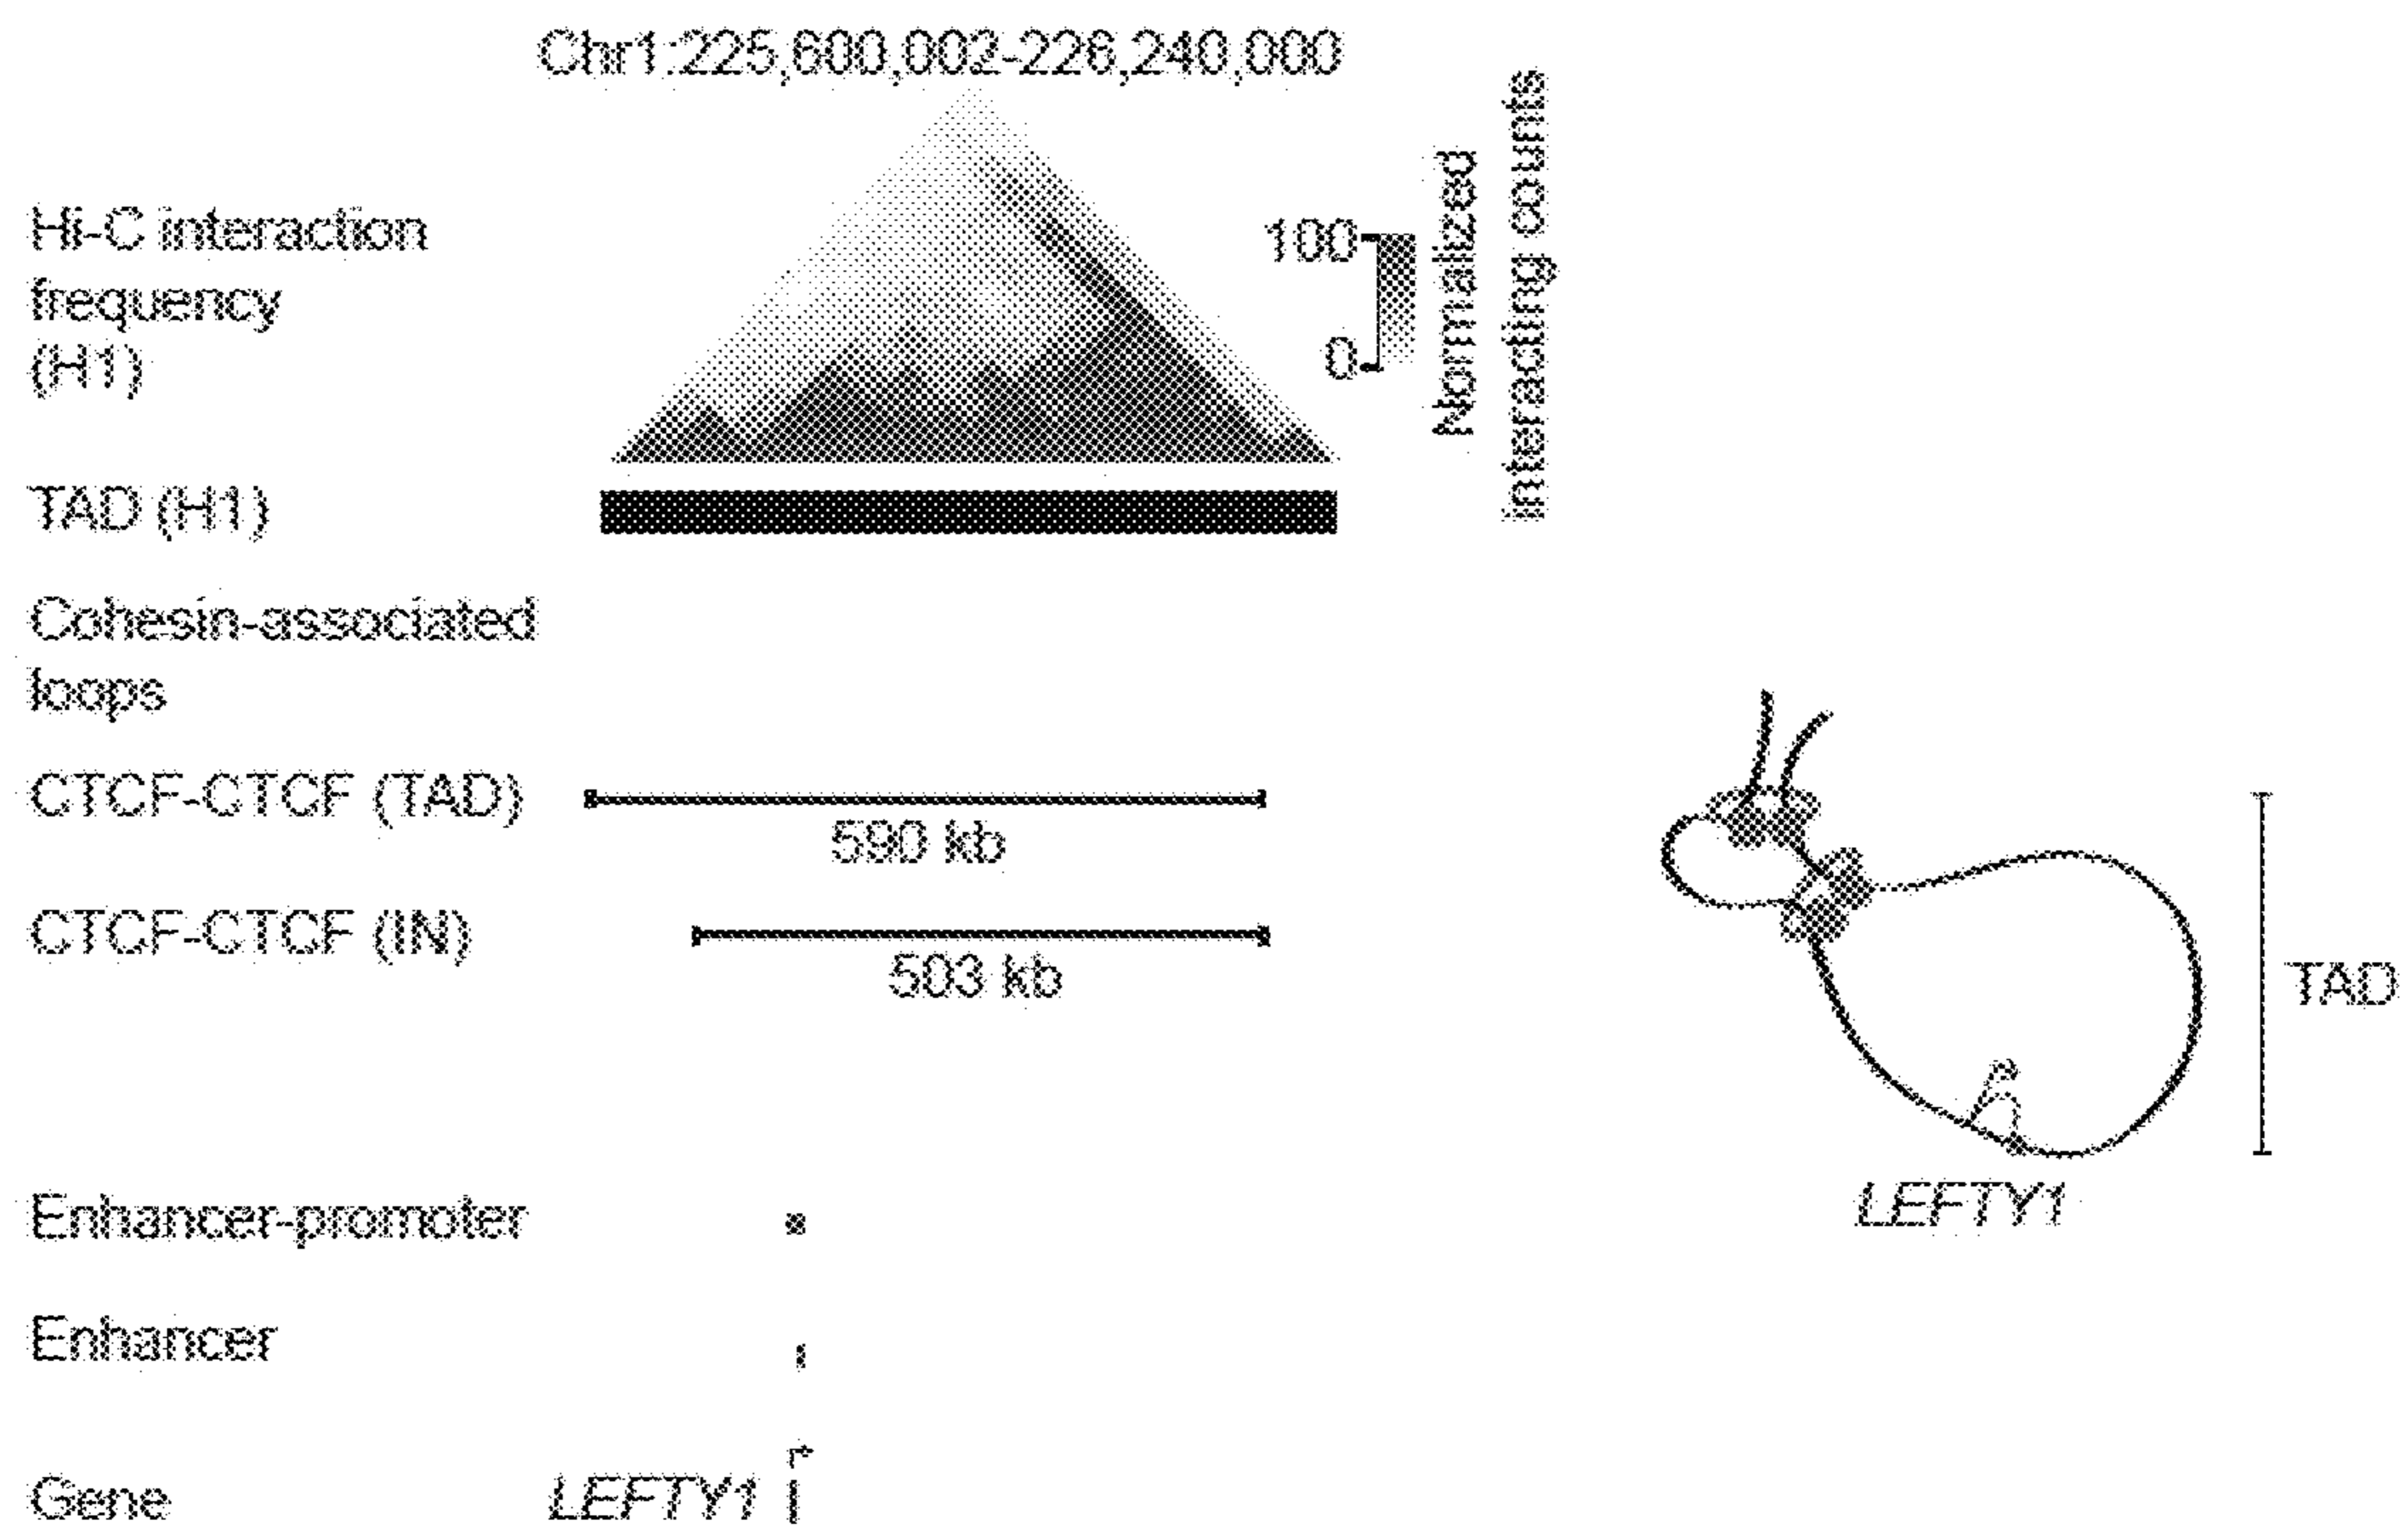 Chr1:225,600,002-226,240,000
Hi-C interaction
frequency
(H1)
100
0
Normalized
interacting counts
TAD (H1)
Cohesin-associated
loops
CTCF-CTCF (TAD)
590 kb
CTCF-CTCF (IN)
503 kb
TAD
LEFTY1
Enhancer-promoter
Enhancer
Gene
LEFTY1